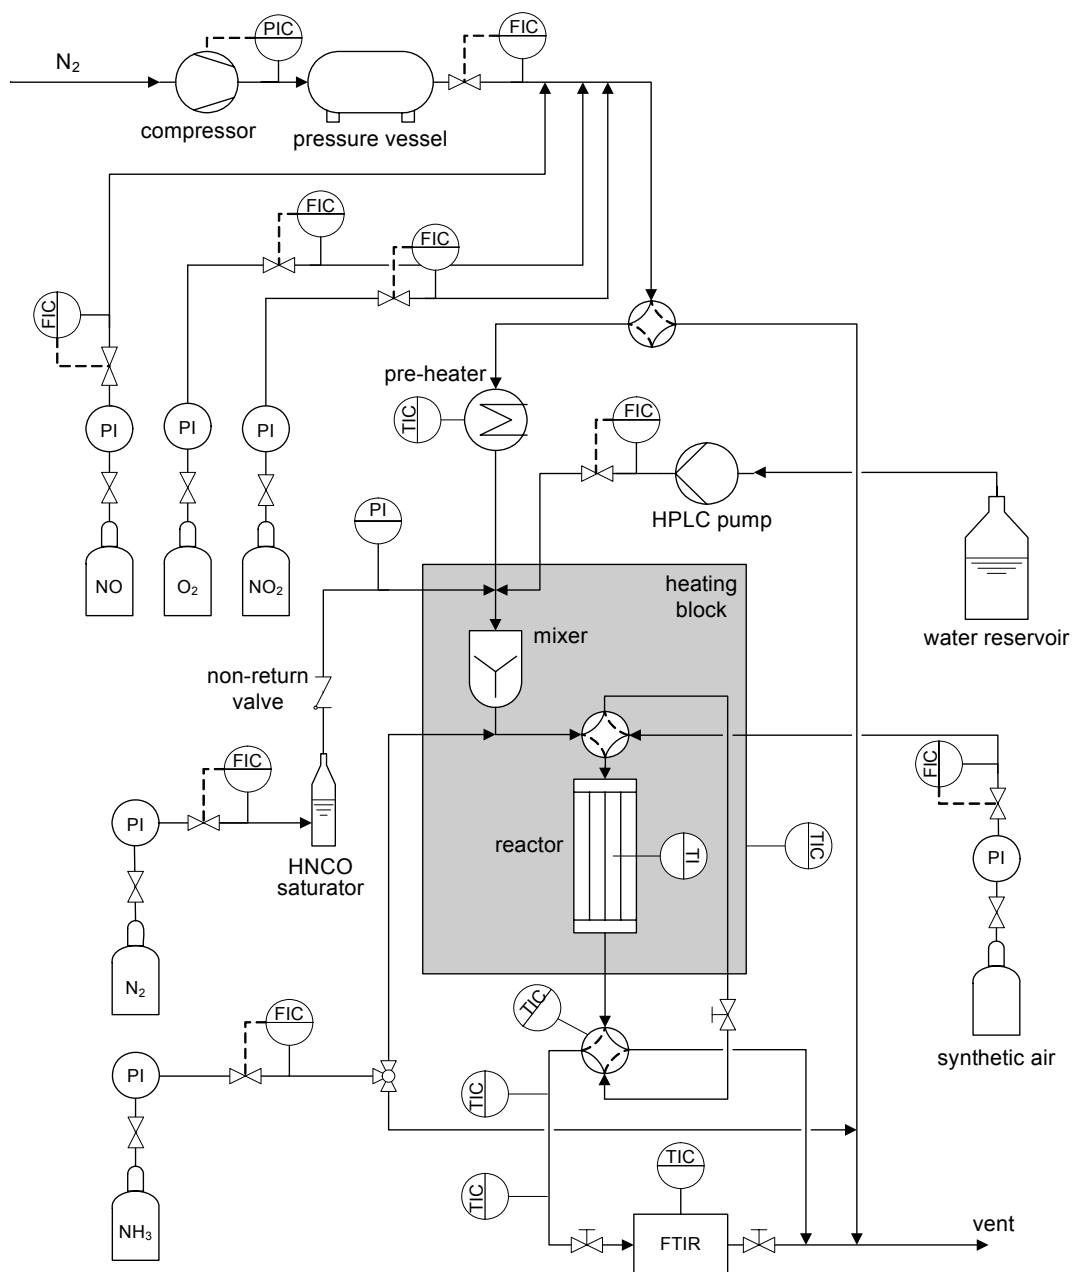 PIC
FIC
N₂
compressor
pressure vessel
FIC
FIC
FIC
pre-heater
TIC
FIC
PI
PI
PI
HPLC pump
PI
NO
O₂
NO₂
heating
block
water reservoir
mixer
non-return
valve
FIC
FIC
PI
HNCO
saturator
reactor
TI
TIC
PI
N₂
TIC
FIC
synthetic air
PI
TIC
TIC
TIC
NH₃
FTIR
vent